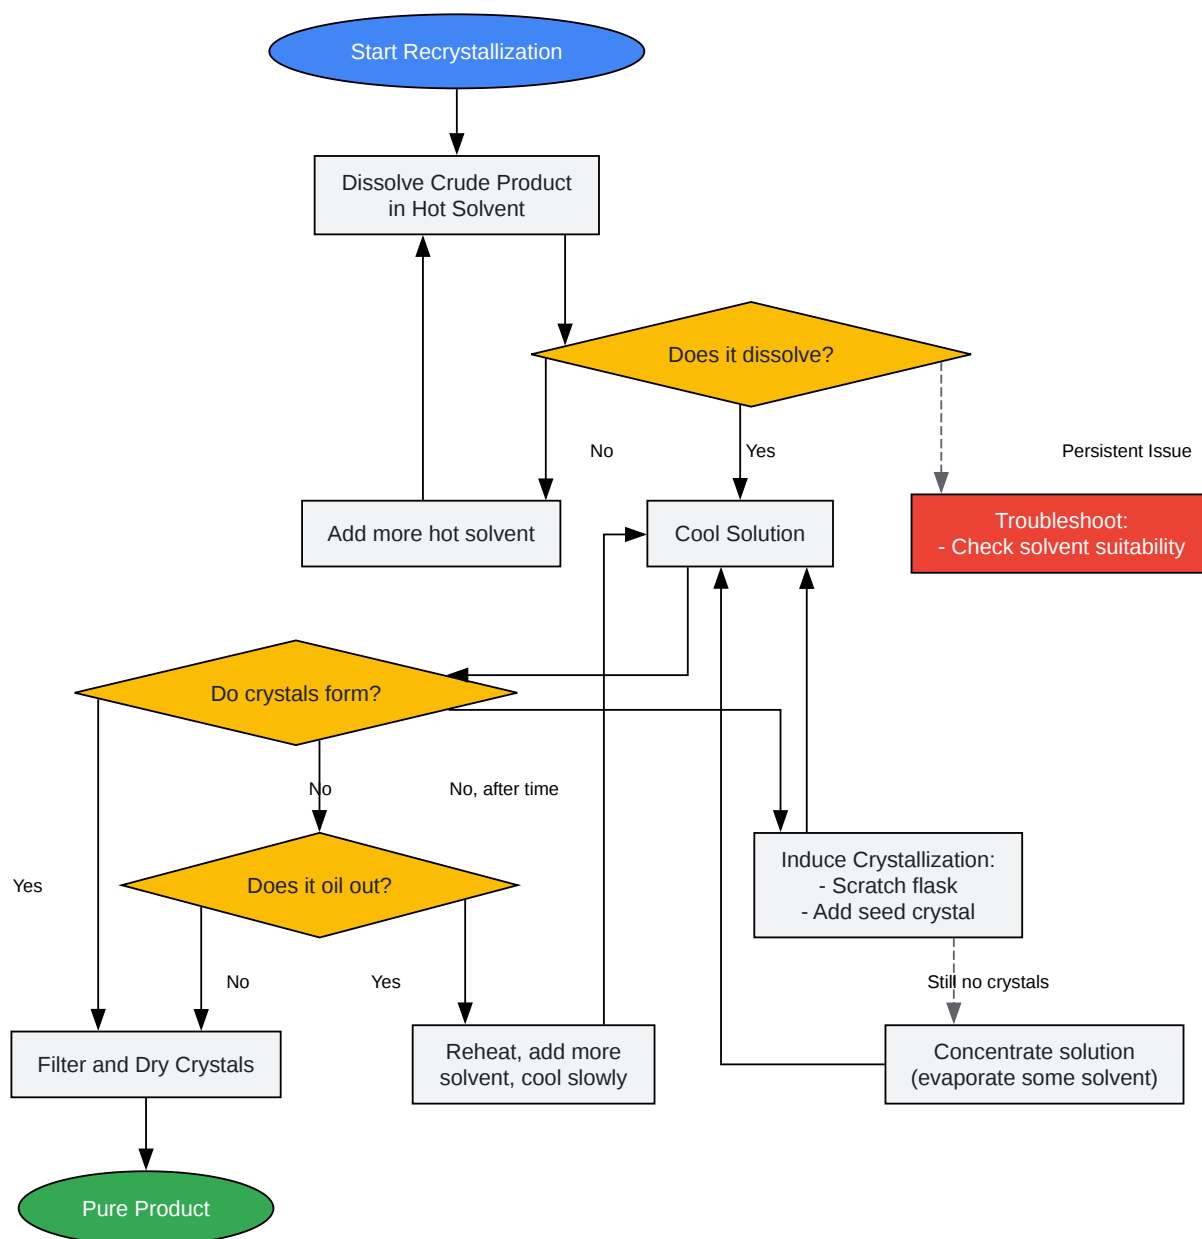 Start Recrystallization
Dissolve Crude Product
in Hot Solvent
Does it dissolve?
No
Yes
Persistent Issue
Add more hot solvent
Cool Solution
Troubleshoot:
- Check solvent suitability
Do crystals form?
No
No, after time
Yes
Does it oil out?
Induce Crystallization:
- Scratch flask
- Add seed crystal
No
Yes
Still no crystals
Filter and Dry Crystals
Reheat, add more
solvent, cool slowly
Concentrate solution
(evaporate some solvent)
Pure Product